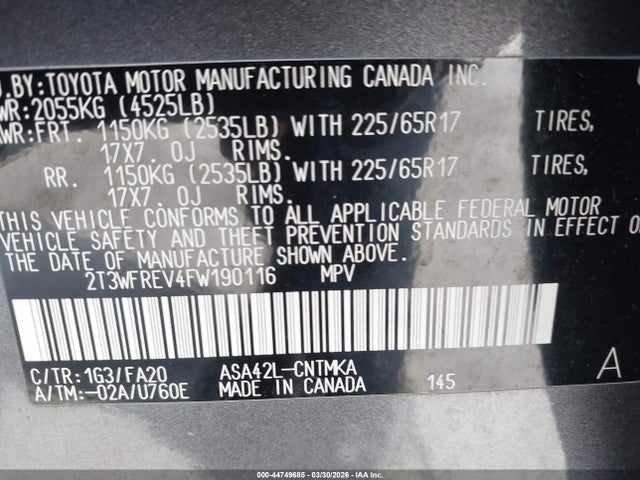 D.BY:TOYOTA MOTOR MANUFACTURING CANADA INC.
WR:2055KG (4525LB)
AWR:FRT. 1150KG (2535LB) WITH 225/65R17 TIRES,
17X7. 0J RIMS.
RR. 1150KG (2535LB) WITH 225/65R17 TIRES,
17X7. 0J RIMS.
THIS VEHICLE CONFORMS TO ALL APPLICABLE FEDERAL MOTOR
VEHICLE SAFETY AND THEFT PREVENTION STANDARDS IN EFFECT O
THE DATE OF MANUFACTURE SHOWN ABOVE.
2T3WFREV4FW190116 MPV
C/TR:1G3/FA20 ASA42L-CNTMKA
A/TM:-02A/U760E MADE IN CANADA 145 A
000-44749685 - 03/30/2026 - IAA Inc.